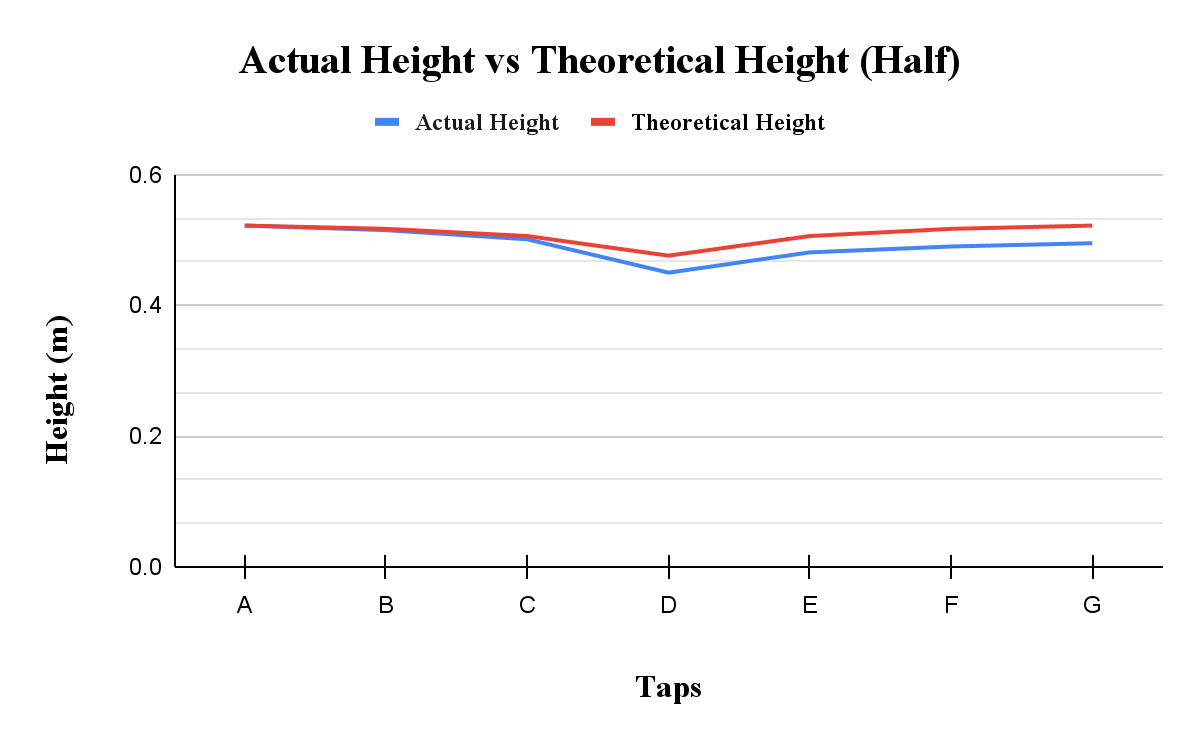 Actual Height vs Theoretical Height (Half)
Actual Height Theoretical Height
0.6
0.4
0.2
0.0
Height (m)
A B C D E F G
Taps